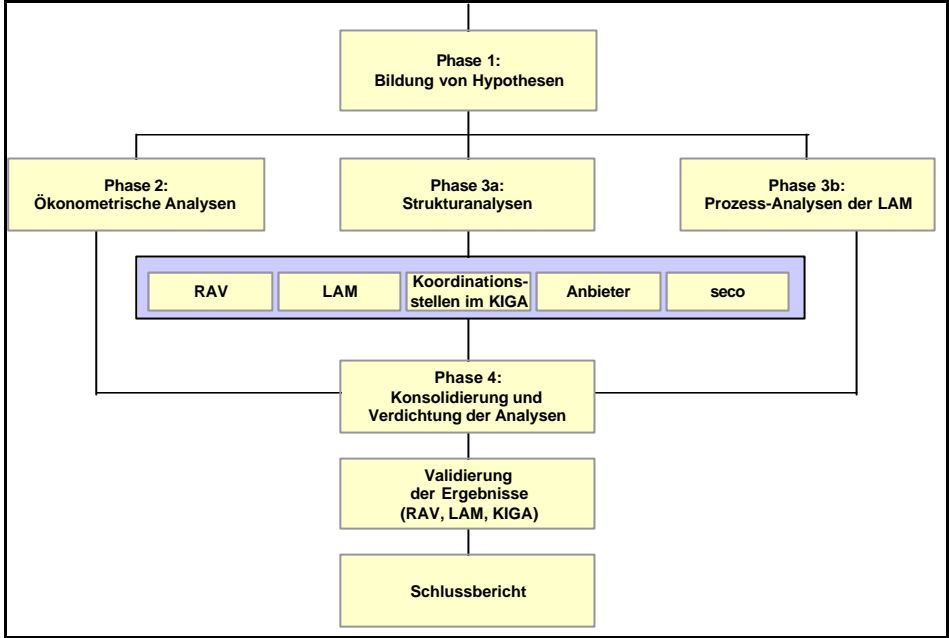 Phase 1:
Bildung von Hypothesen
Phase 2:
Ökonometrische Analysen
Phase 3a:
Strukturanalysen
Phase 3b:
Prozess-Analysen der LAM
RAV
LAM
Koordinations-
stellen im KIGA
Anbieter
seco
Phase 4:
Konsolidierung und
Verdichtung der Analysen
Validierung
der Ergebnisse
(RAV, LAM, KIGA)
Schlussbericht